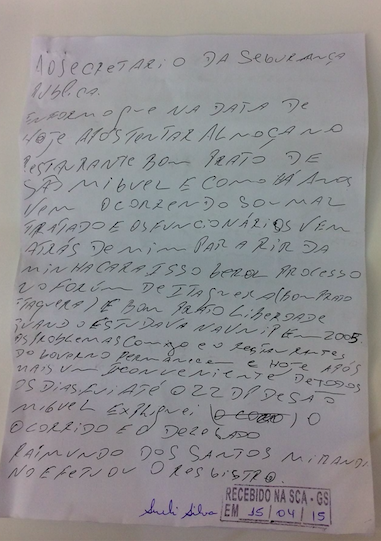 AO SECRETARIO DA SEGURANÇA
PUBLICA.
INFORMO QUE NA DATA DE
HOJE APÓS TENTAR ALMOÇAR NO
RESTAURANTE BOM PRATO DE
SÃO MIGUEL E COMO HÁ ANOS
VEM OCORRENDO SOU MAL
TRATADO E OS FUNCIONÁRIOS VEM
ATRÁS DE MIM PARA RIR DA
MINHA CARA ISSO GEROU PROCESSO
NO FORUM DE ITAQUERA (BOM PRATO
ITAQUERA) E BOM PRATO LIBERDADE
QUANDO ESTUDAVA NA UNIP EM 2005.
OS PROBLEMAS COMIGO E O RESTAURANTES
DO GOVERNO PERMANECEM E HOJE APÓS
MAIS UM INCONVENIENTE DE TODOS
OS DIAS FUI ATÉ O 22 DP DE SÃO
MIGUEL EXPLIQUEI O
OCORRIDO E O DELEGADO
RAIMUNDO DOS SANTOS MIRANDA
NO EFETUOU O REGISTRO.
Sueli Silva
RECEBIDO NA SCA - GS
EM 15 / 04 / 15